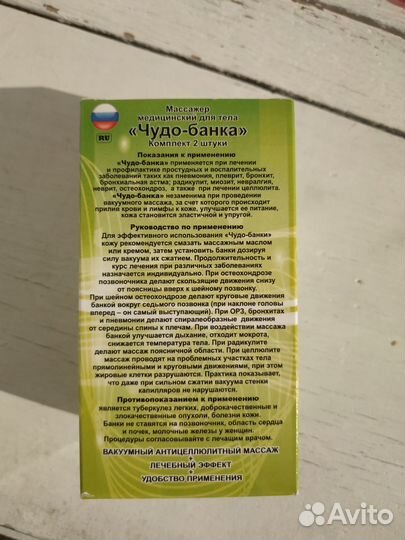 Массажер
медицинский для тела
«Чудо-банка»
Комплект 2 штуки
RU
Показания к применению
«Чудо-банка» применяется при лечении
и профилактике простудных и воспалительных
заболеваний таких как пневмония, плеврит, бронхит,
бронхиальная астма; радикулит, миозит, невралгия,
неврит, остеохондроз, а также при лечении целлюлита.
«Чудо-банка» незаменима при проведении
вакуумного массажа, за счет которого происходит
прилив крови и лимфы к коже, улучшается ее питание,
кожа становится эластичной и упругой.
Руководство по применению
Для эффективного использования «Чудо-банки»
кожу рекомендуется смазать массажным маслом
или кремом, затем установить банки дозируя
силу вакуума их сжатием. Продолжительность и
курс лечения при различных заболеваниях
назначается индивидуально. При остеохондрозе
позвоночника делают скользящие движения снизу
от поясницы вверх к шейному позвонку.
При шейном остеохондрозе делают круговые движения
банкой вокруг седьмого позвонка (при наклоне головы
вперед – он самый выступающий). При ОРЗ, бронхитах
и пневмонии делают спиралеобразные движения
от середины спины к плечам. При воздействии массажа
банкой улучшается дыхание, отходит мокрота,
снижается температура тела. При радикулите
делают массаж поясничной области. При целлюлите
массаж проводят на проблемных участках тела
прямолинейными и круговыми движениями, при этом
жировые клетки разрушаются. Практика показывает,
что даже при сильном сжатии вакуума стенки
капилляров не нарушаются.
Противопоказанием к применению
является туберкулез легких, доброкачественные и
злокачественные опухоли, болезни кожи.
Банки не ставятся на позвоночник, область сердца
и почек, молочные железы у женщин.
Процедуры согласовывайте с лечащим врачом.
ВАКУУМНЫЙ АНТИЦЕЛЛЮЛИТНЫЙ МАССАЖ
+
ЛЕЧЕБНЫЙ ЭФФЕКТ
+
УДОБСТВО ПРИМЕНЕНИЯ
Avito